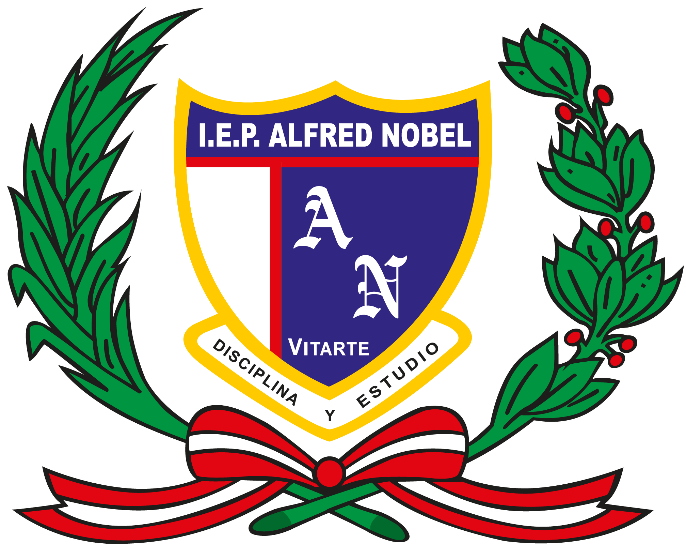 I.E.P. ALFRED NOBEL
A
N
VITARTE
DISCIPLINA Y ESTUDIO